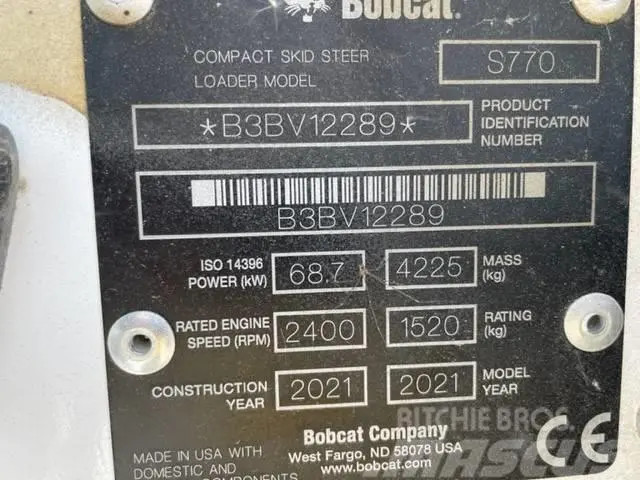 Bobcat.
COMPACT SKID STEER
LOADER MODEL
S770
*B3BV12289*
PRODUCT
IDENTIFICATION
NUMBER
B3BV12289
ISO 14396
POWER (kW)
68.7
4225
MASS
(kg)
RATED ENGINE
SPEED (RPM)
2400
1520
RATING
(kg)
CONSTRUCTION
YEAR
2021
2021
MODEL
YEAR
RITCHIE BROS.
MASCUS
Bobcat Company
West Fargo, ND 58078 USA
www.bobcat.com
CE
MADE IN USA WITH
DOMESTIC AND
COMPONENTS